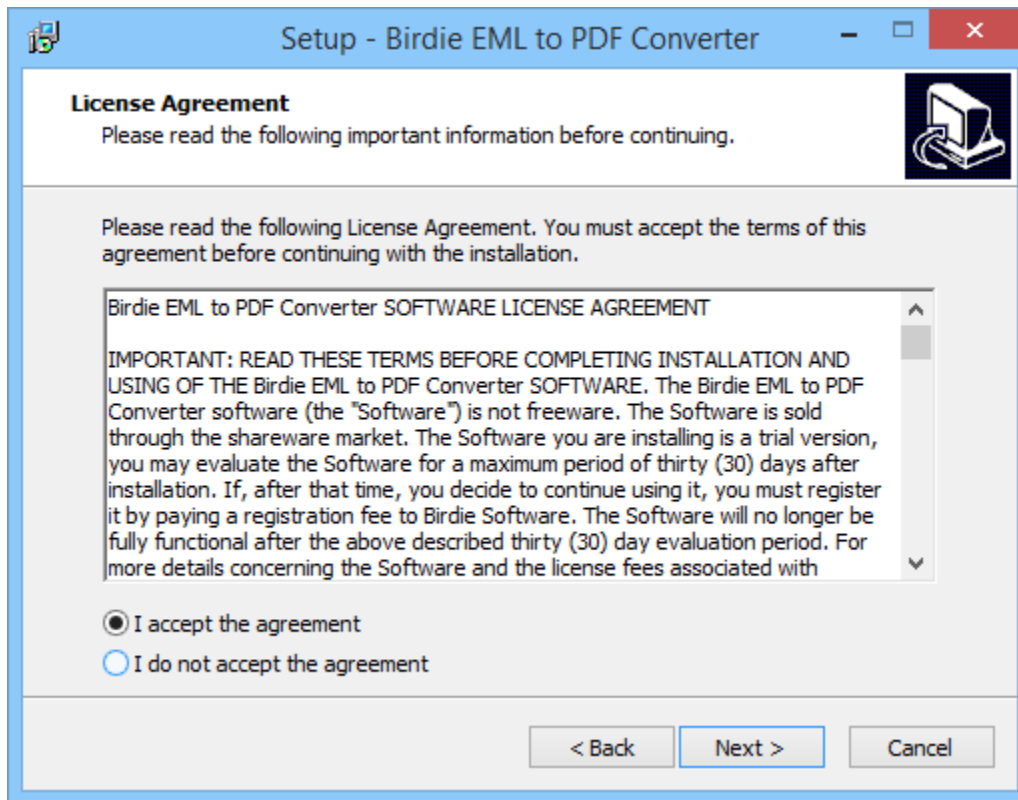 Setup - Birdie EML to PDF Converter
License Agreement
Please read the following important information before continuing.
Please read the following License Agreement. You must accept the terms of this
agreement before continuing with the installation.
Birdie EML to PDF Converter SOFTWARE LICENSE AGREEMENT
IMPORTANT: READ THESE TERMS BEFORE COMPLETING INSTALLATION AND
USING OF THE Birdie EML to PDF Converter SOFTWARE. The Birdie EML to PDF
Converter software (the "Software") is not freeware. The Software is sold
through the shareware market. The Software you are installing is a trial version,
you may evaluate the Software for a maximum period of thirty (30) days after
installation. If, after that time, you decide to continue using it, you must register
it by paying a registration fee to Birdie Software. The Software will no longer be
fully functional after the above described thirty (30) day evaluation period. For
more details concerning the Software and the license fees associated with
I accept the agreement
I do not accept the agreement
< Back Next > Cancel